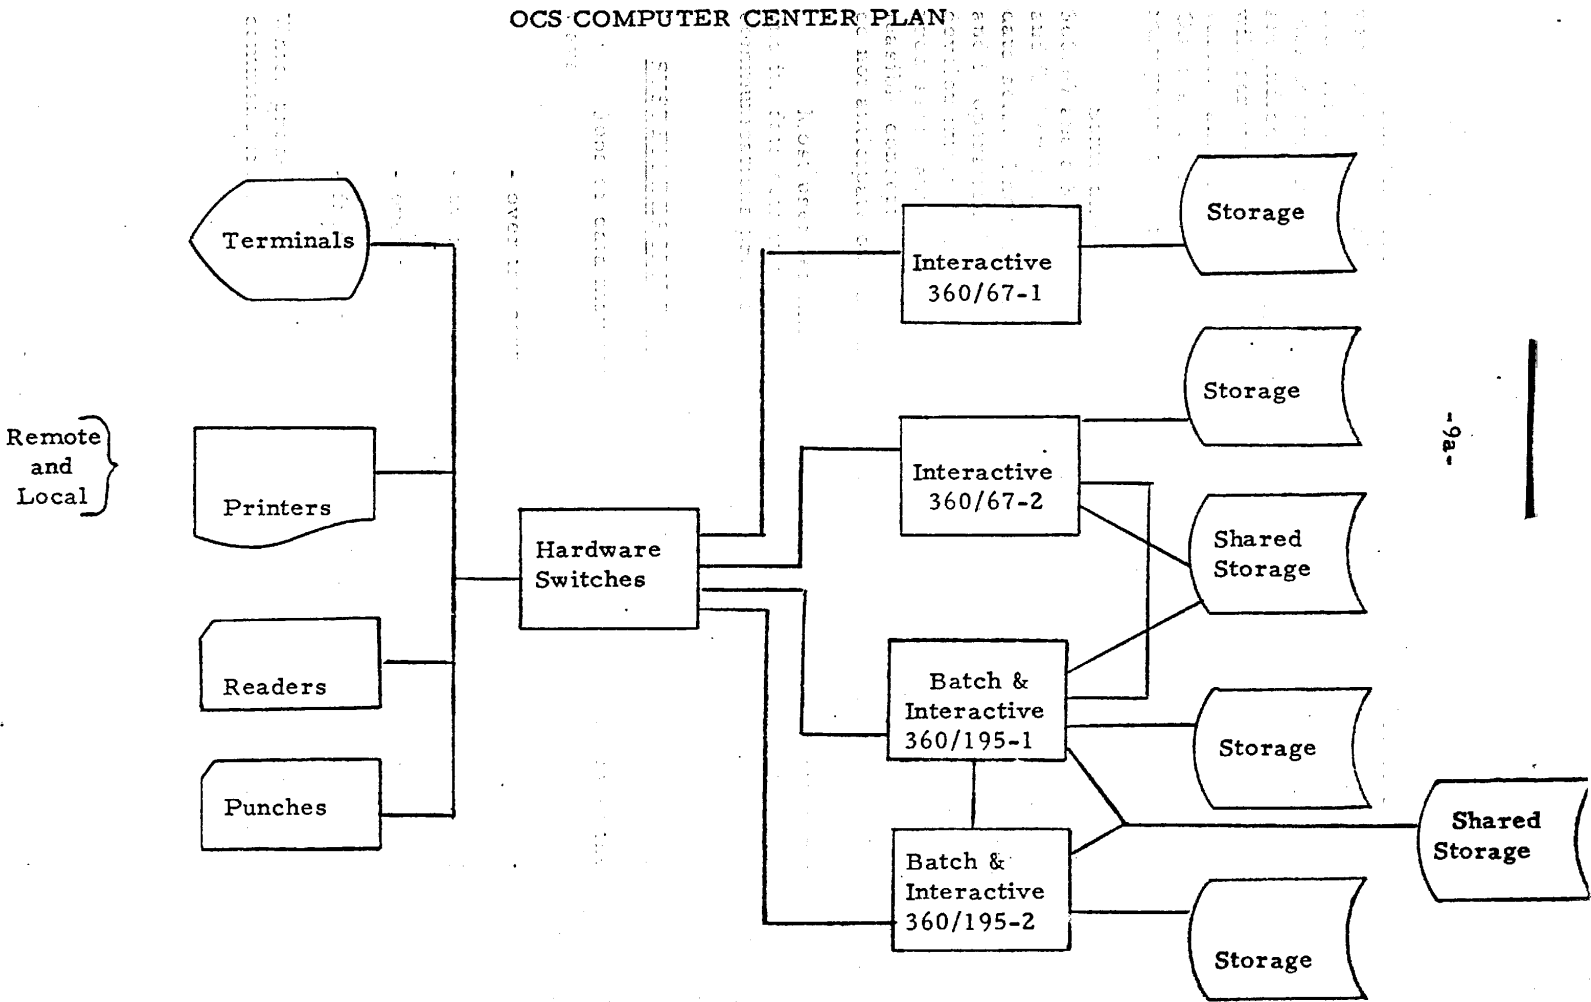 OCS COMPUTER CENTER PLAN
Terminals
Remote
and
Local
Printers
Readers
Punches
Hardware
Switches
Interactive
360/67-1
Storage
Interactive
360/67-2
Storage
Shared
Storage
Batch &
Interactive
360/195-1
Storage
Batch &
Interactive
360/195-2
Shared
Storage
Storage
-9a-